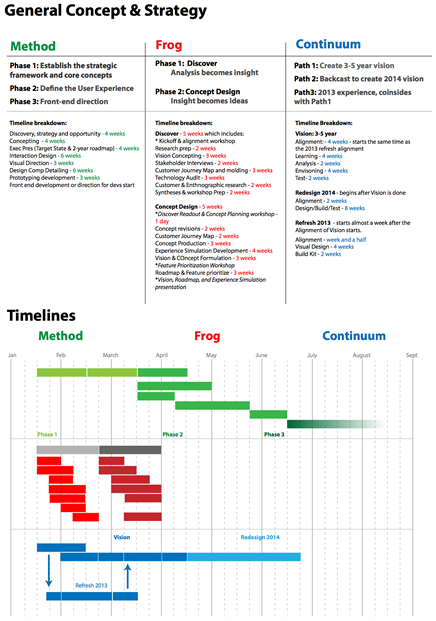 General Concept & Strategy
Method
Phase 1: Establish the strategic
framework and core concepts
Phase 2: Define the User Experience
Phase 3: Front-end direction
Frog
Phase 1: Discover
Analysis becomes insight
Phase 2: Concept Design
Insight becomes Ideas
Continuum
Path 1: Create 3-5 year vision
Path 2: Backcast to create 2014 vision
Path3: 2013 experience, coinsides
with Path1
Timeline breakdown:
Discovery, strategy and opportunity - 4 weeks
Concepting - 4 weeks
Exec Pres (Target State & 2-year roadmap) - 4 weeks
Interaction Design - 6 weeks
Visual Direction - 3 weeks
Design Comp Detailing - 6 weeks
Prototyping development - 3 weeks
Front end development or direction for devs start
Timeline breakdown:
Discover - 5 weeks which includes:
* Kickoff & alignment workshop
Research prep - 2 weeks
Vision Concepting - 3 weeks
Stakeholder Interviews - 2 weeks
Customer Journey Map and molding - 3 weeks
Technology Audit - 3 weeks
Customer & Enthnographic research - 2 weeks
Syntheses & workshop Prep - 2 weeks
Concept Design - 5 weeks
*Discover Readout & Concept Planning workshop -
1 day
Concept revisions - 2 weeks
Customer Journey Map - 2 weeks
Concept Production - 3 weeks
Experience Simulation Development - 4 weeks
Vision & COncept Formulation - 3 weeks
*Feature Prioritization Workshop
Roadmap & Feature prioritize - 3 weeks
*Vision, Roadmap, and Experience Simulation
presentation
Timeline Breakdown:
Vision: 3-5 year
Alignment: - 4 weeks - starts the same time as
the 2013 refresh alignment
Learning - 4 weeks
Analysis - 2 weeks
Envisoning - 4 weeks
Test - 2 weeks
Redesign 2014 - begins after Vision is done
Alignment - 2 weeks
Design/Build/Test - 8 weeks
Refresh 2013 - starts almost a week after the
Alignment of Vision starts.
Alignment - week and a half
Visual Design - 4 weeks
Build Kit - 2 weeks
Timelines
Method
Frog
Continuum
Jan
Feb
March
April
May
June
July
August
Sept
Phase 1
Phase 2
Phase 3
Vision
Redesign 2014
Refresh 2013